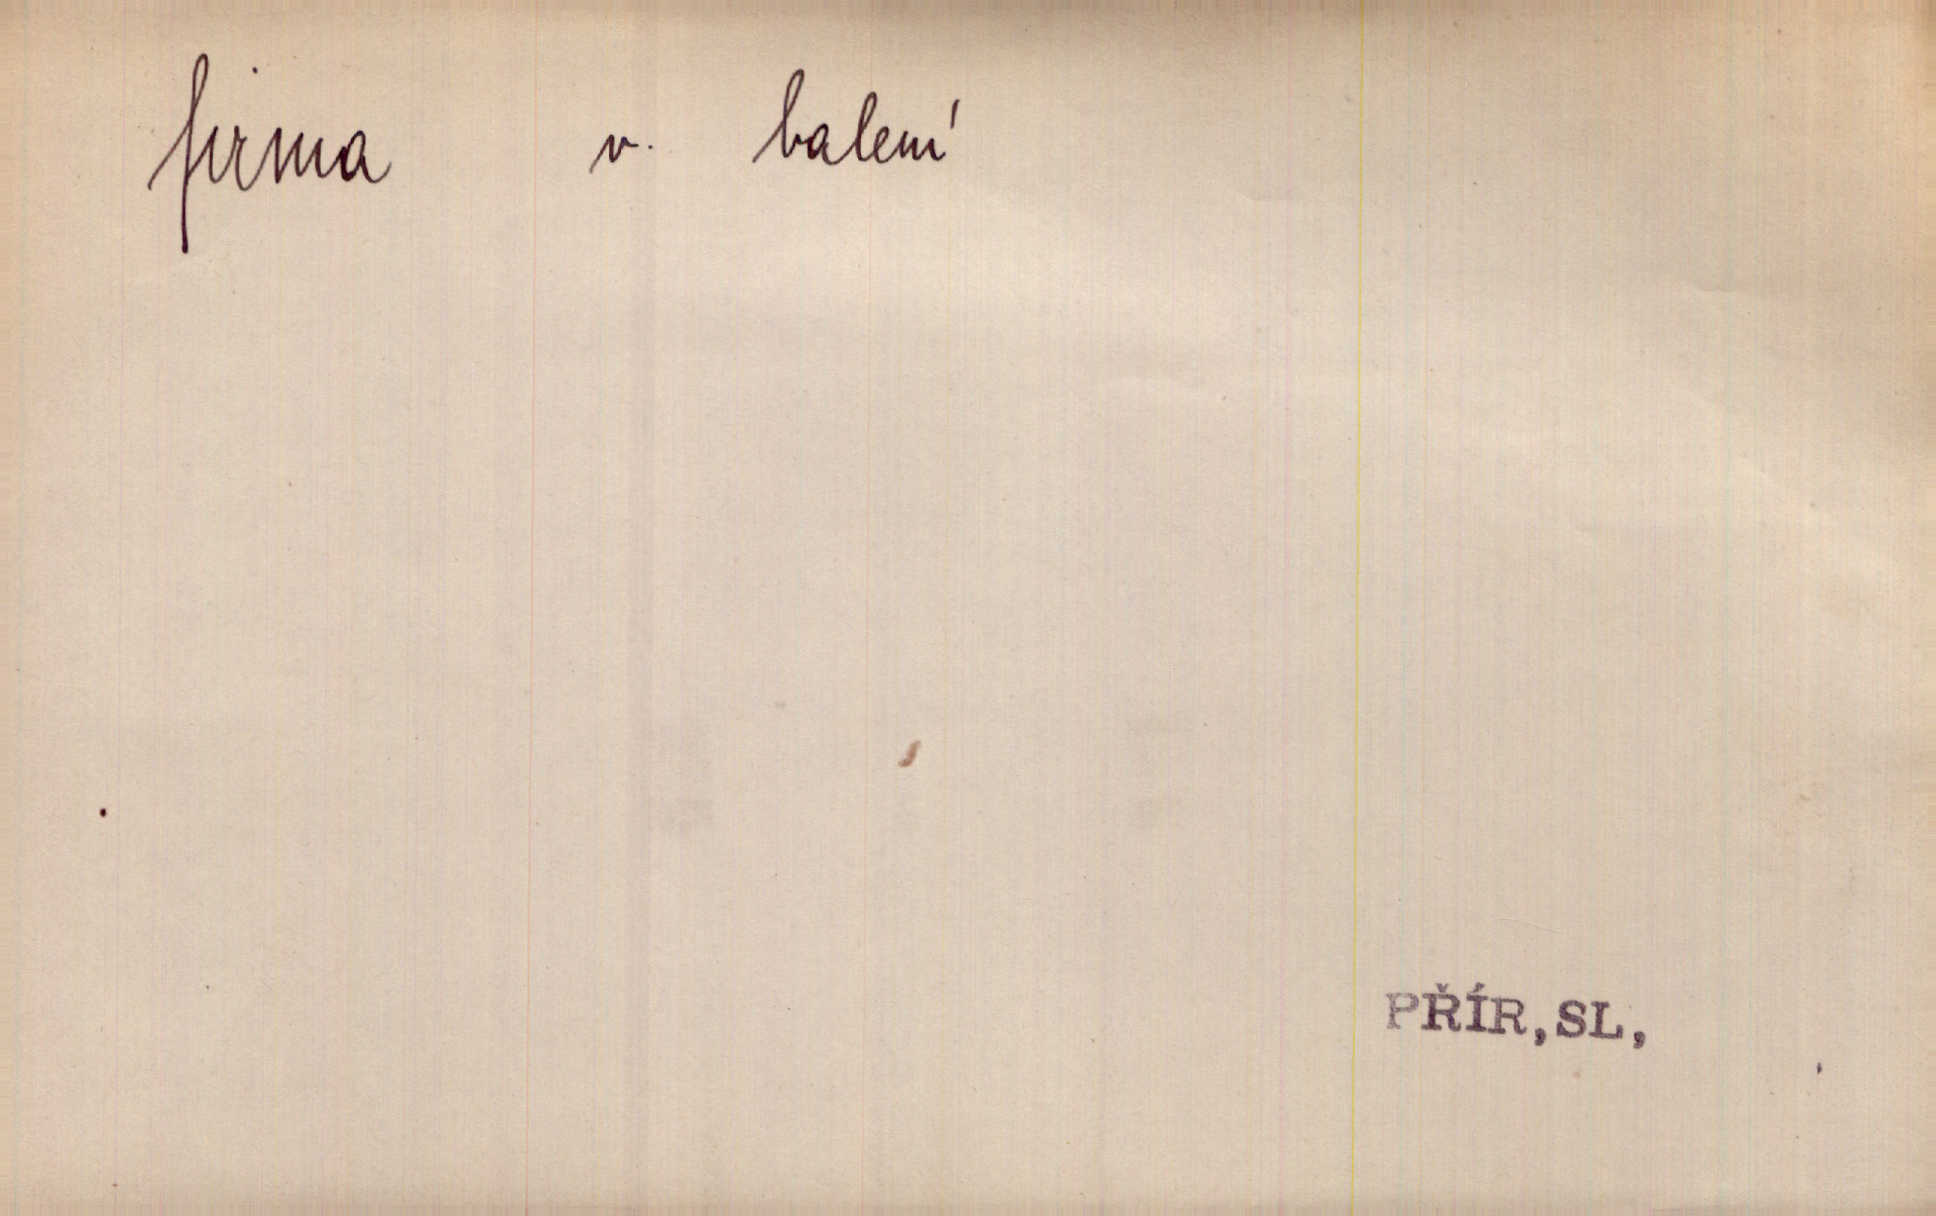 firma v. balení
PŘÍR,SL,